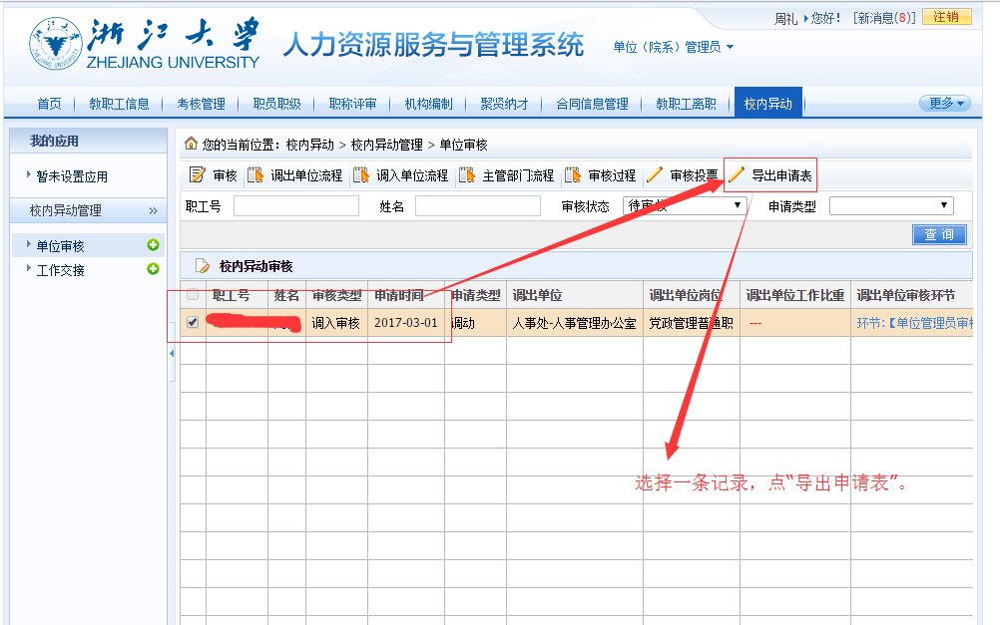 周礼 您好! [新消息(8)] 注销
浙江大学
ZHEJIANG UNIVERSITY
人力资源服务与管理系统
单位（院系）管理员
首页 教职工信息 考核管理 职员职级 职称评审 机构编制 聚贤纳才 合同信息管理 教职工离职 校内异动 更多
我的应用
暂未设置应用
校内异动管理 »
单位审核
工作交接
您的当前位置: 校内异动 > 校内异动管理 > 单位审核
审核 调出单位流程 调入单位流程 主管部门流程 审核过程 审核投票 导出申请表
职工号 姓名 审核状态 待审核 申请类型
查 询
校内异动审核
职工号 姓名 审核类型 申请时间 申请类型 调出单位 调出单位岗位 调出单位工作比重 调出单位审核环节
调入审核 2017-03-01 调动 人事处-人事管理办公室 党政管理普通职 --- 环节:【单位管理员审核
选择一条记录，点“导出申请表”。